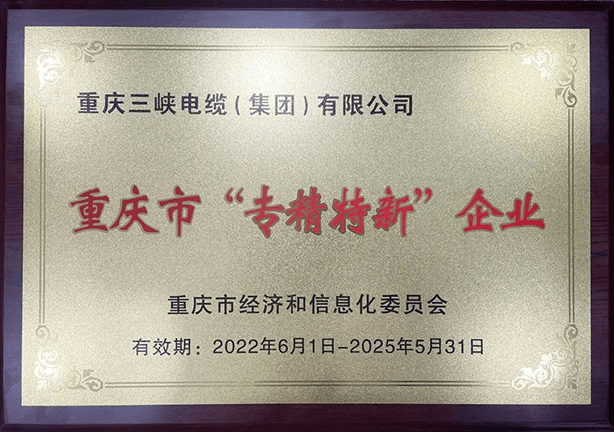 重庆三峡电缆(集团)有限公司
重庆市“专精特新”企业
重庆市经济和信息化委员会
有效期：2022年6月1日-2025年5月31日